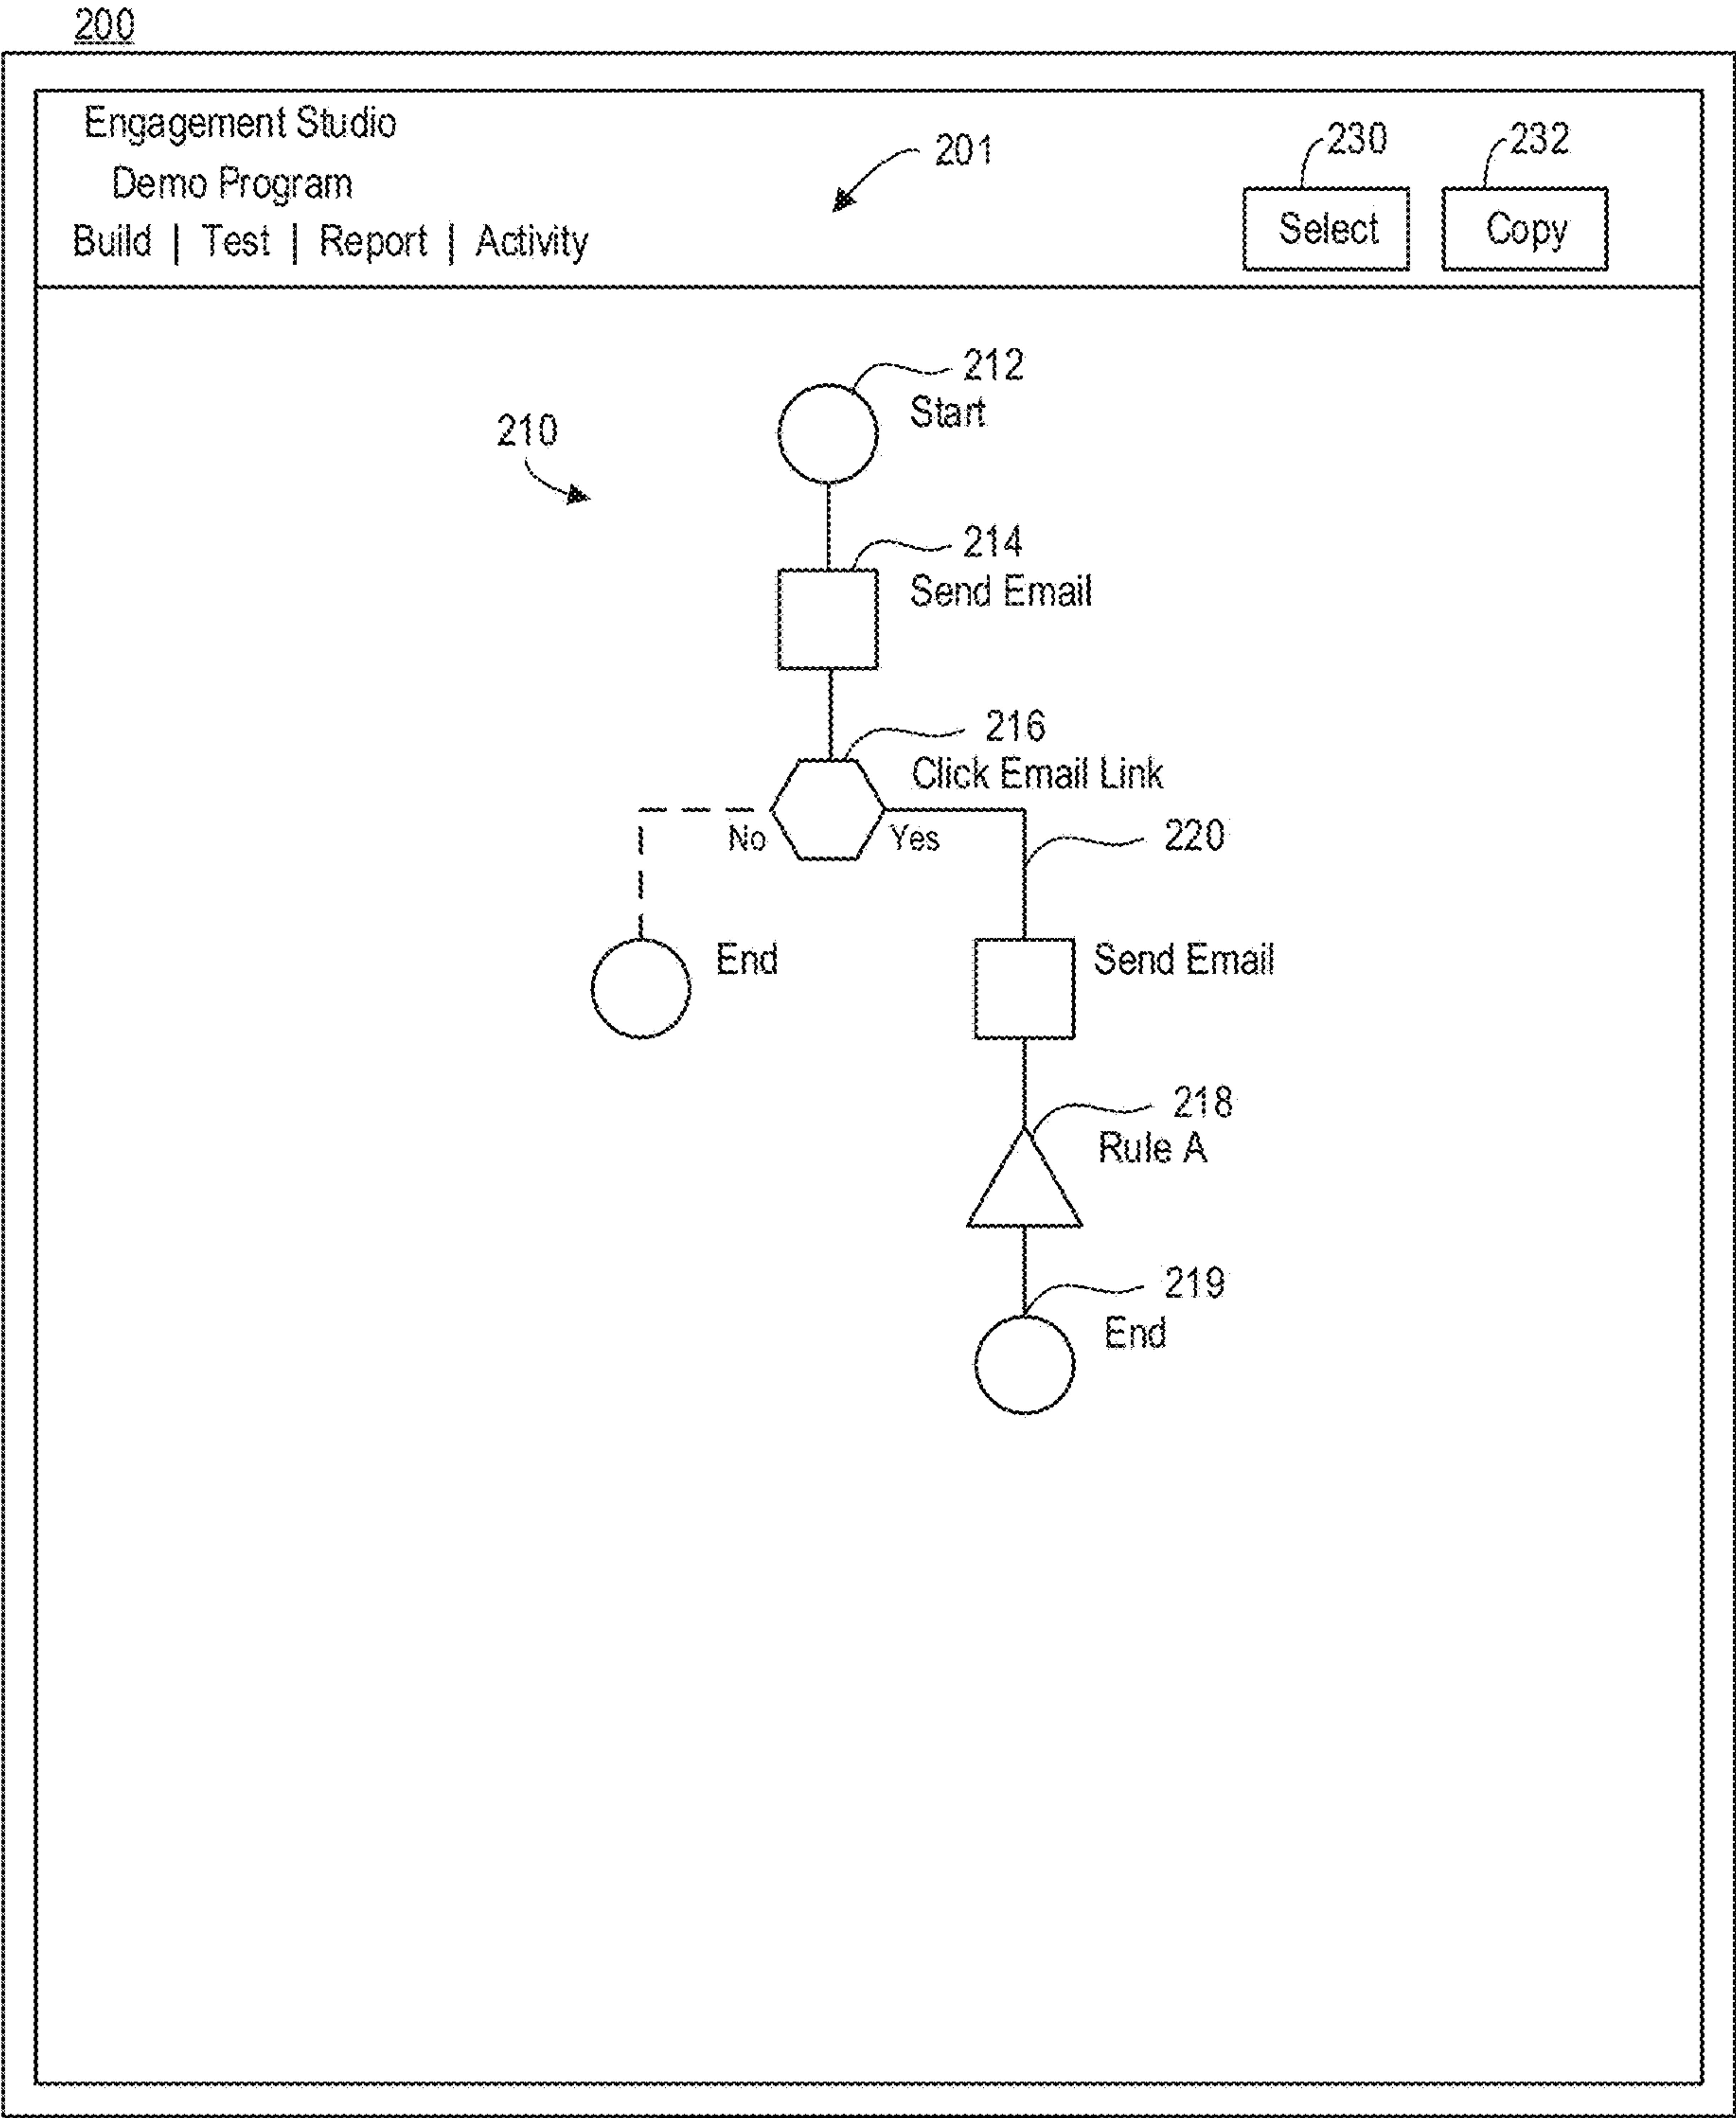 200
Engagement Studio
Demo Program
Build | Test | Report | Activity
201
230
232
Select
Copy
212
Start
210
214
Send Email
216
Click Email Link
No
Yes
220
End
Send Email
218
Rule A
219
End